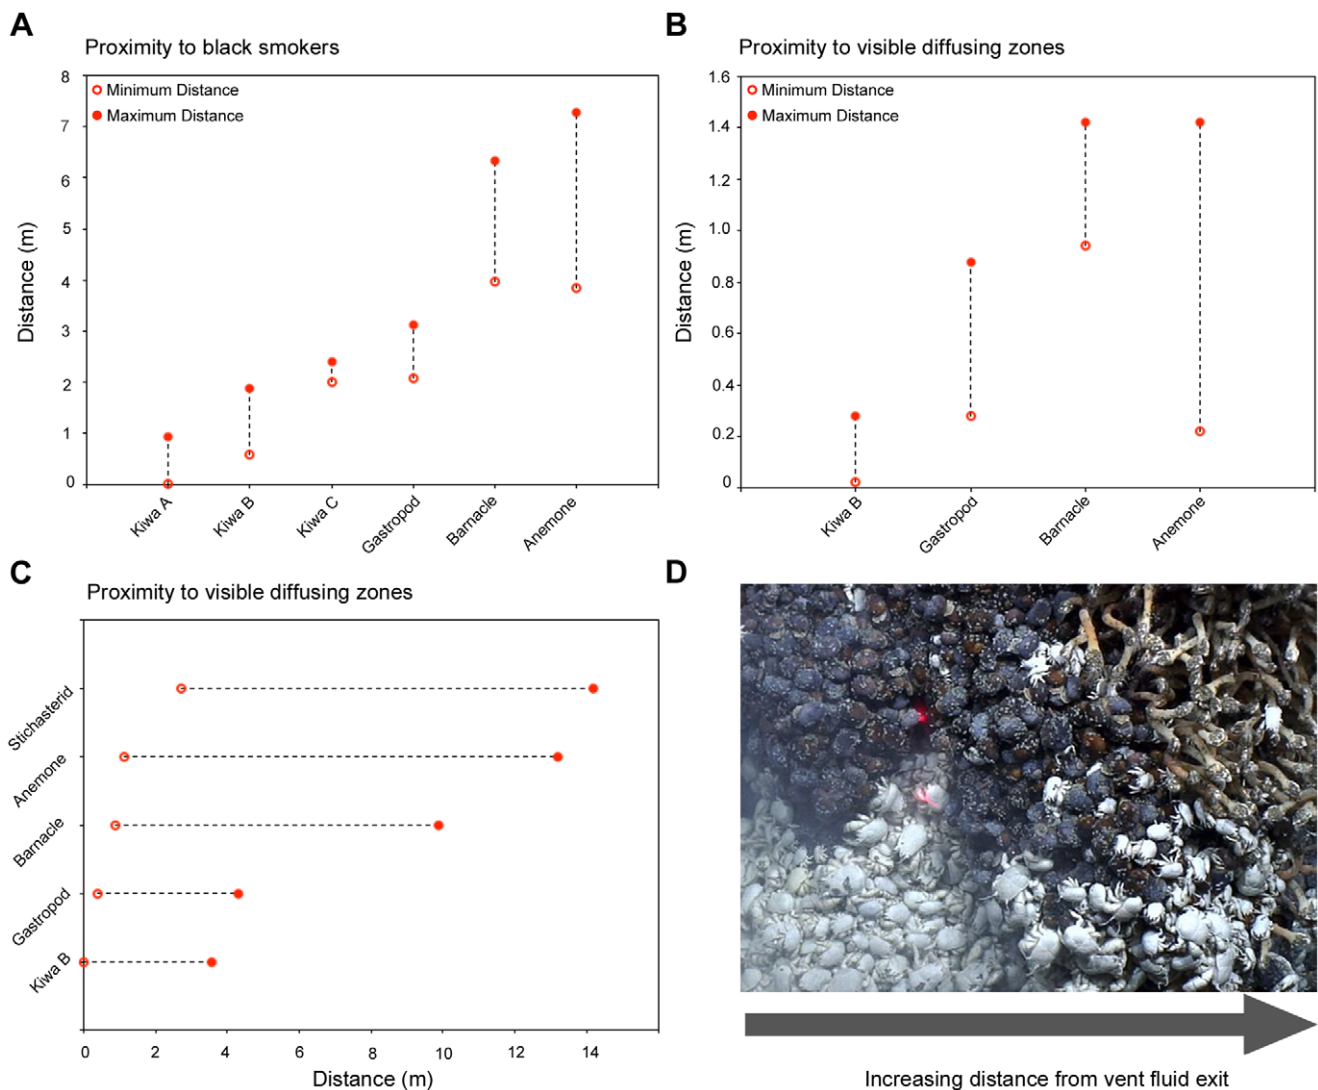 A
Proximity to black smokers
8
7
6
5
4
3
2
1
0
Distance (m)
Minimum Distance
Maximum Distance
Kiwa A
Kiwa B
Kiwa C
Gastropod
Barnacle
Anemone
B
Proximity to visible diffusing zones
1.6
1.4
1.2
1.0
0.8
0.6
0.4
0.2
0
Distance (m)
Minimum Distance
Maximum Distance
Kiwa B
Gastropod
Barnacle
Anemone
C
Proximity to visible diffusing zones
Stichasterid
Anemone
Barnacle
Gastropod
Kiwa B
0 2 4 6 8 10 12 14
Distance (m)
D
Increasing distance from vent fluid exit